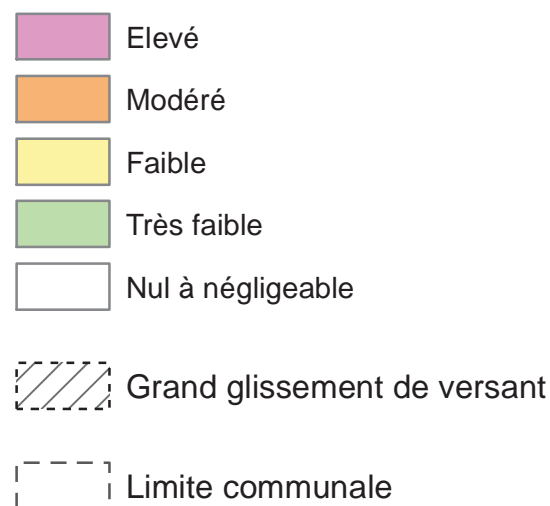 Elevé
Modéré
Faible
Très faible
Nul à négligeable
Grand glissement de versant
Limite communale